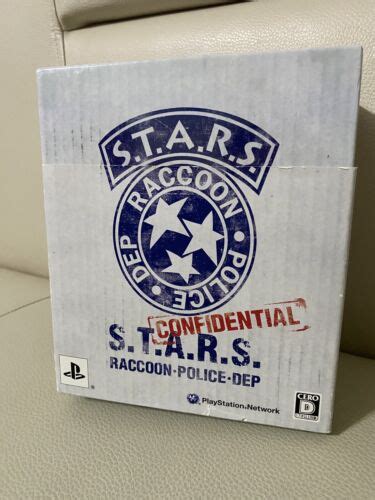 S.T.A.R.S.
RACCOON
DEP • POLICE
CONFIDENTIAL
S.T.A.R.S.
RACCOON•POLICE•DEP
PlayStation Network
CERO
D